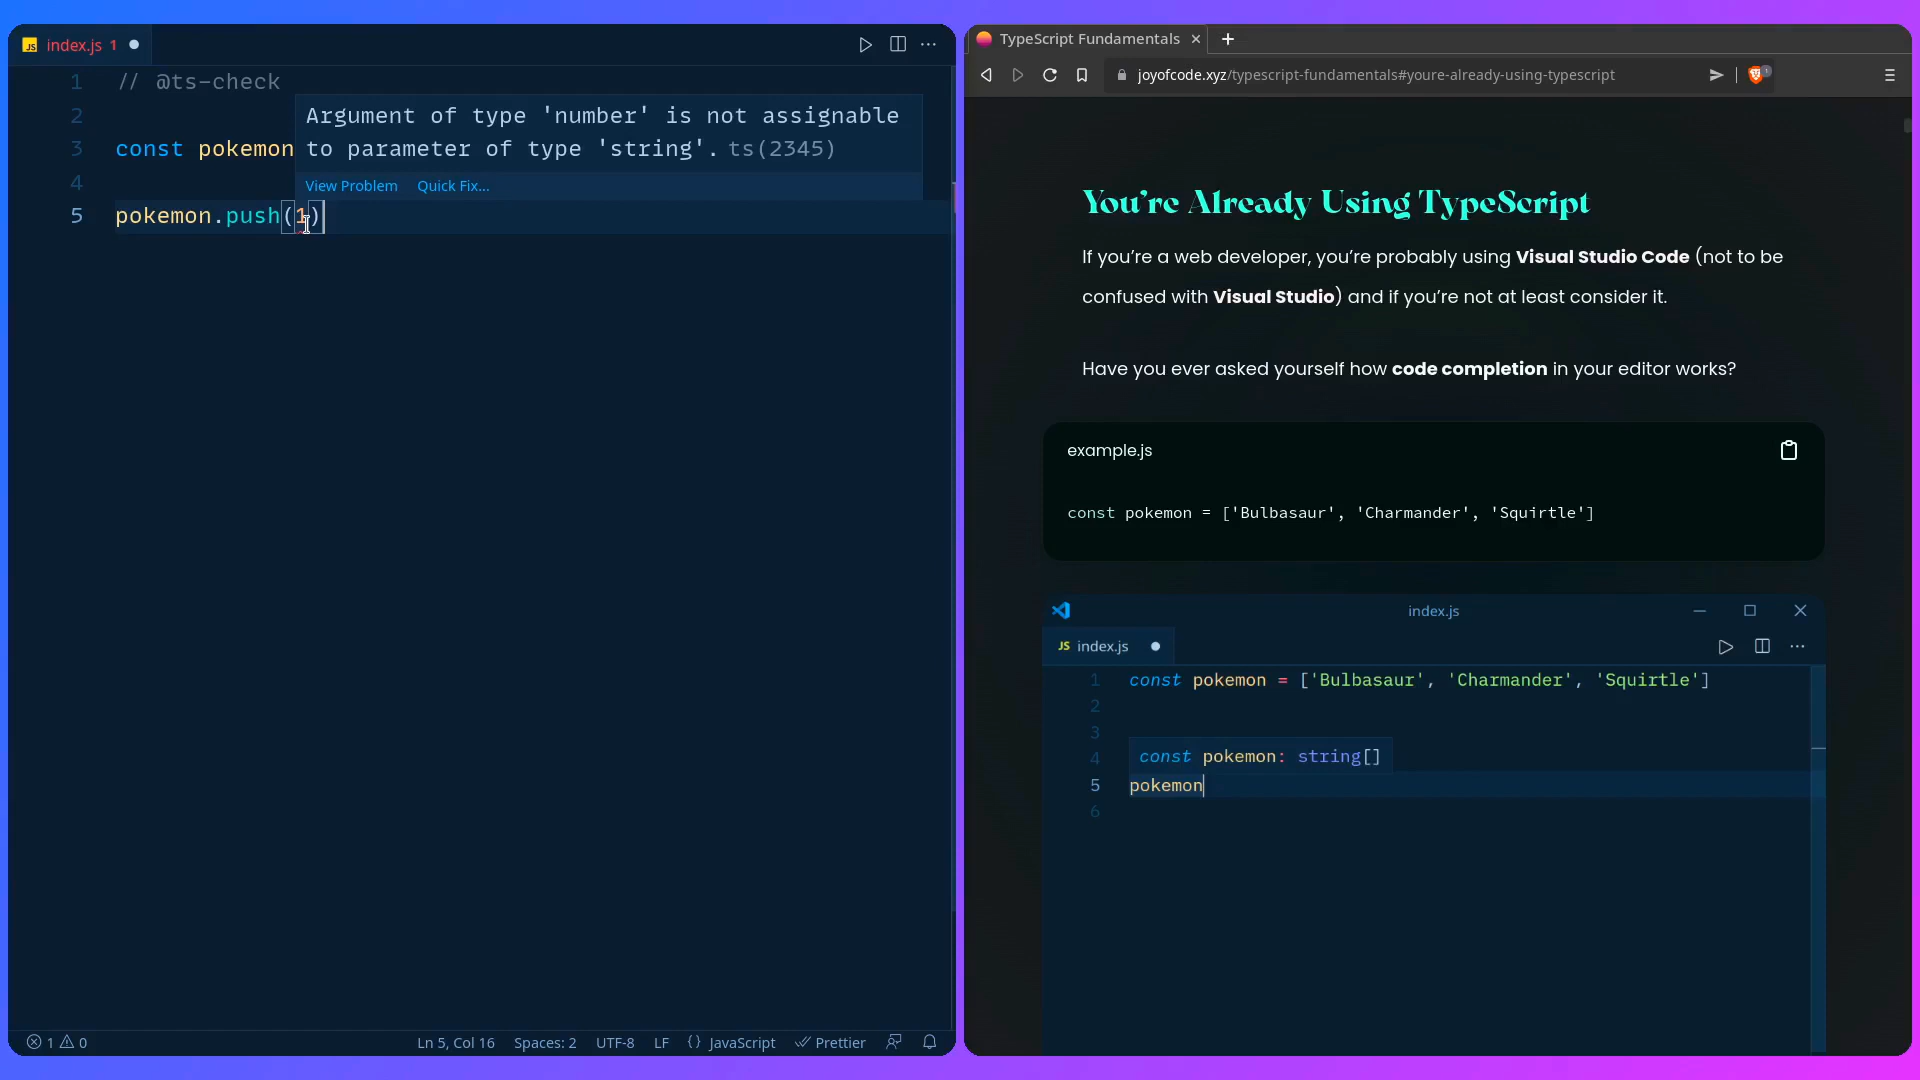 JS index.js 1
1 // @ts-check
2
Argument of type 'number' is not assignable
3 const pokemon
to parameter of type 'string'. ts(2345)
4
View Problem Quick Fix...
5 pokemon.push(1)
1 0 Ln 5, Col 16 Spaces: 2 UTF-8 LF {} JavaScript Prettier
TypeScript Fundamentals
joyofcode.xyz/typescript-fundamentals#youre-already-using-typescript
1
You're Already Using TypeScript
If you're a web developer, you're probably using Visual Studio Code (not to be
confused with Visual Studio) and if you're not at least consider it.
Have you ever asked yourself how code completion in your editor works?
example.js
const pokemon = ['Bulbasaur', 'Charmander', 'Squirtle']
index.js
JS index.js
1 const pokemon = ['Bulbasaur', 'Charmander', 'Squirtle']
2
3
4 const pokemon: string[]
5 pokemon
6